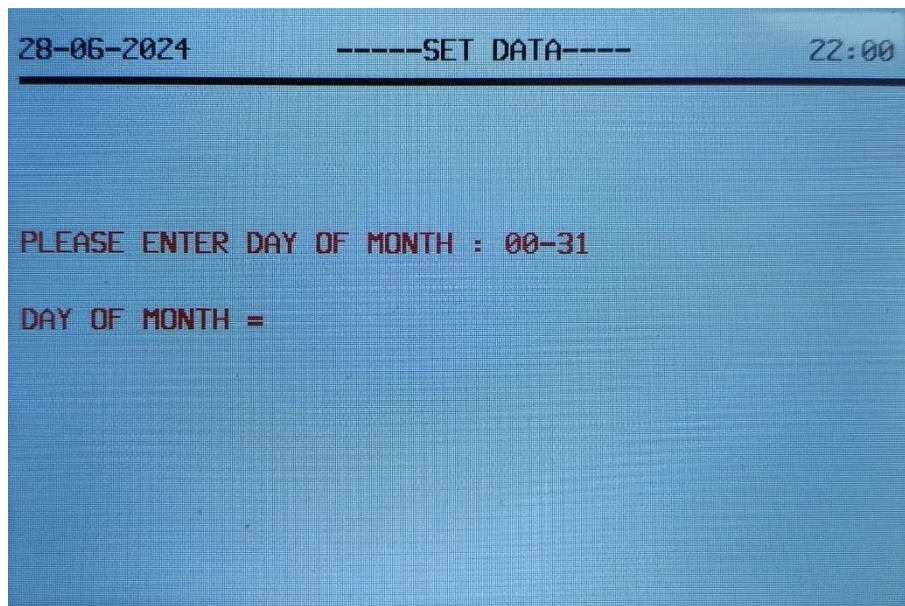 28-06-2024 -----SET DATA---- 22:00
PLEASE ENTER DAY OF MONTH : 00-31
DAY OF MONTH =